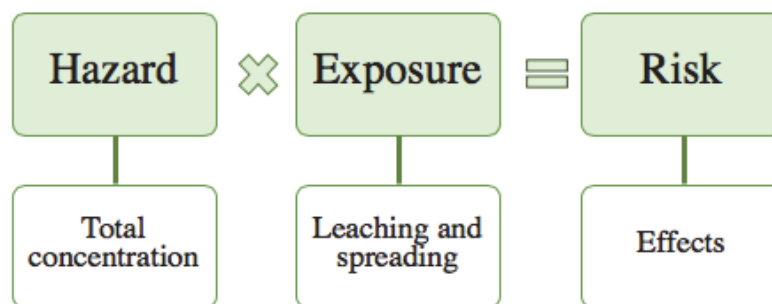 Hazard
Exposure
Risk
Total
concentration
Leaching and
spreading
Effects